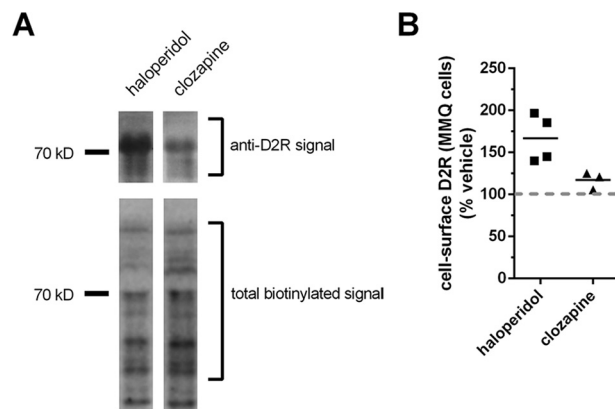 A
haloperidol
clozapine
70 kD
anti-D2R signal
70 kD
total biotinylated signal
B
cell-surface D2R (MMQ cells)
(% vehicle)
250
200
150
100
50
0
haloperidol
clozapine